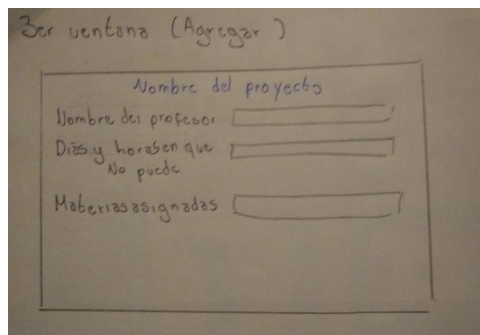 3er ventana (Agregar)
Nombre del proyecto
Nombre del profesor
Días y horas en que
No puede
Materias asignadas